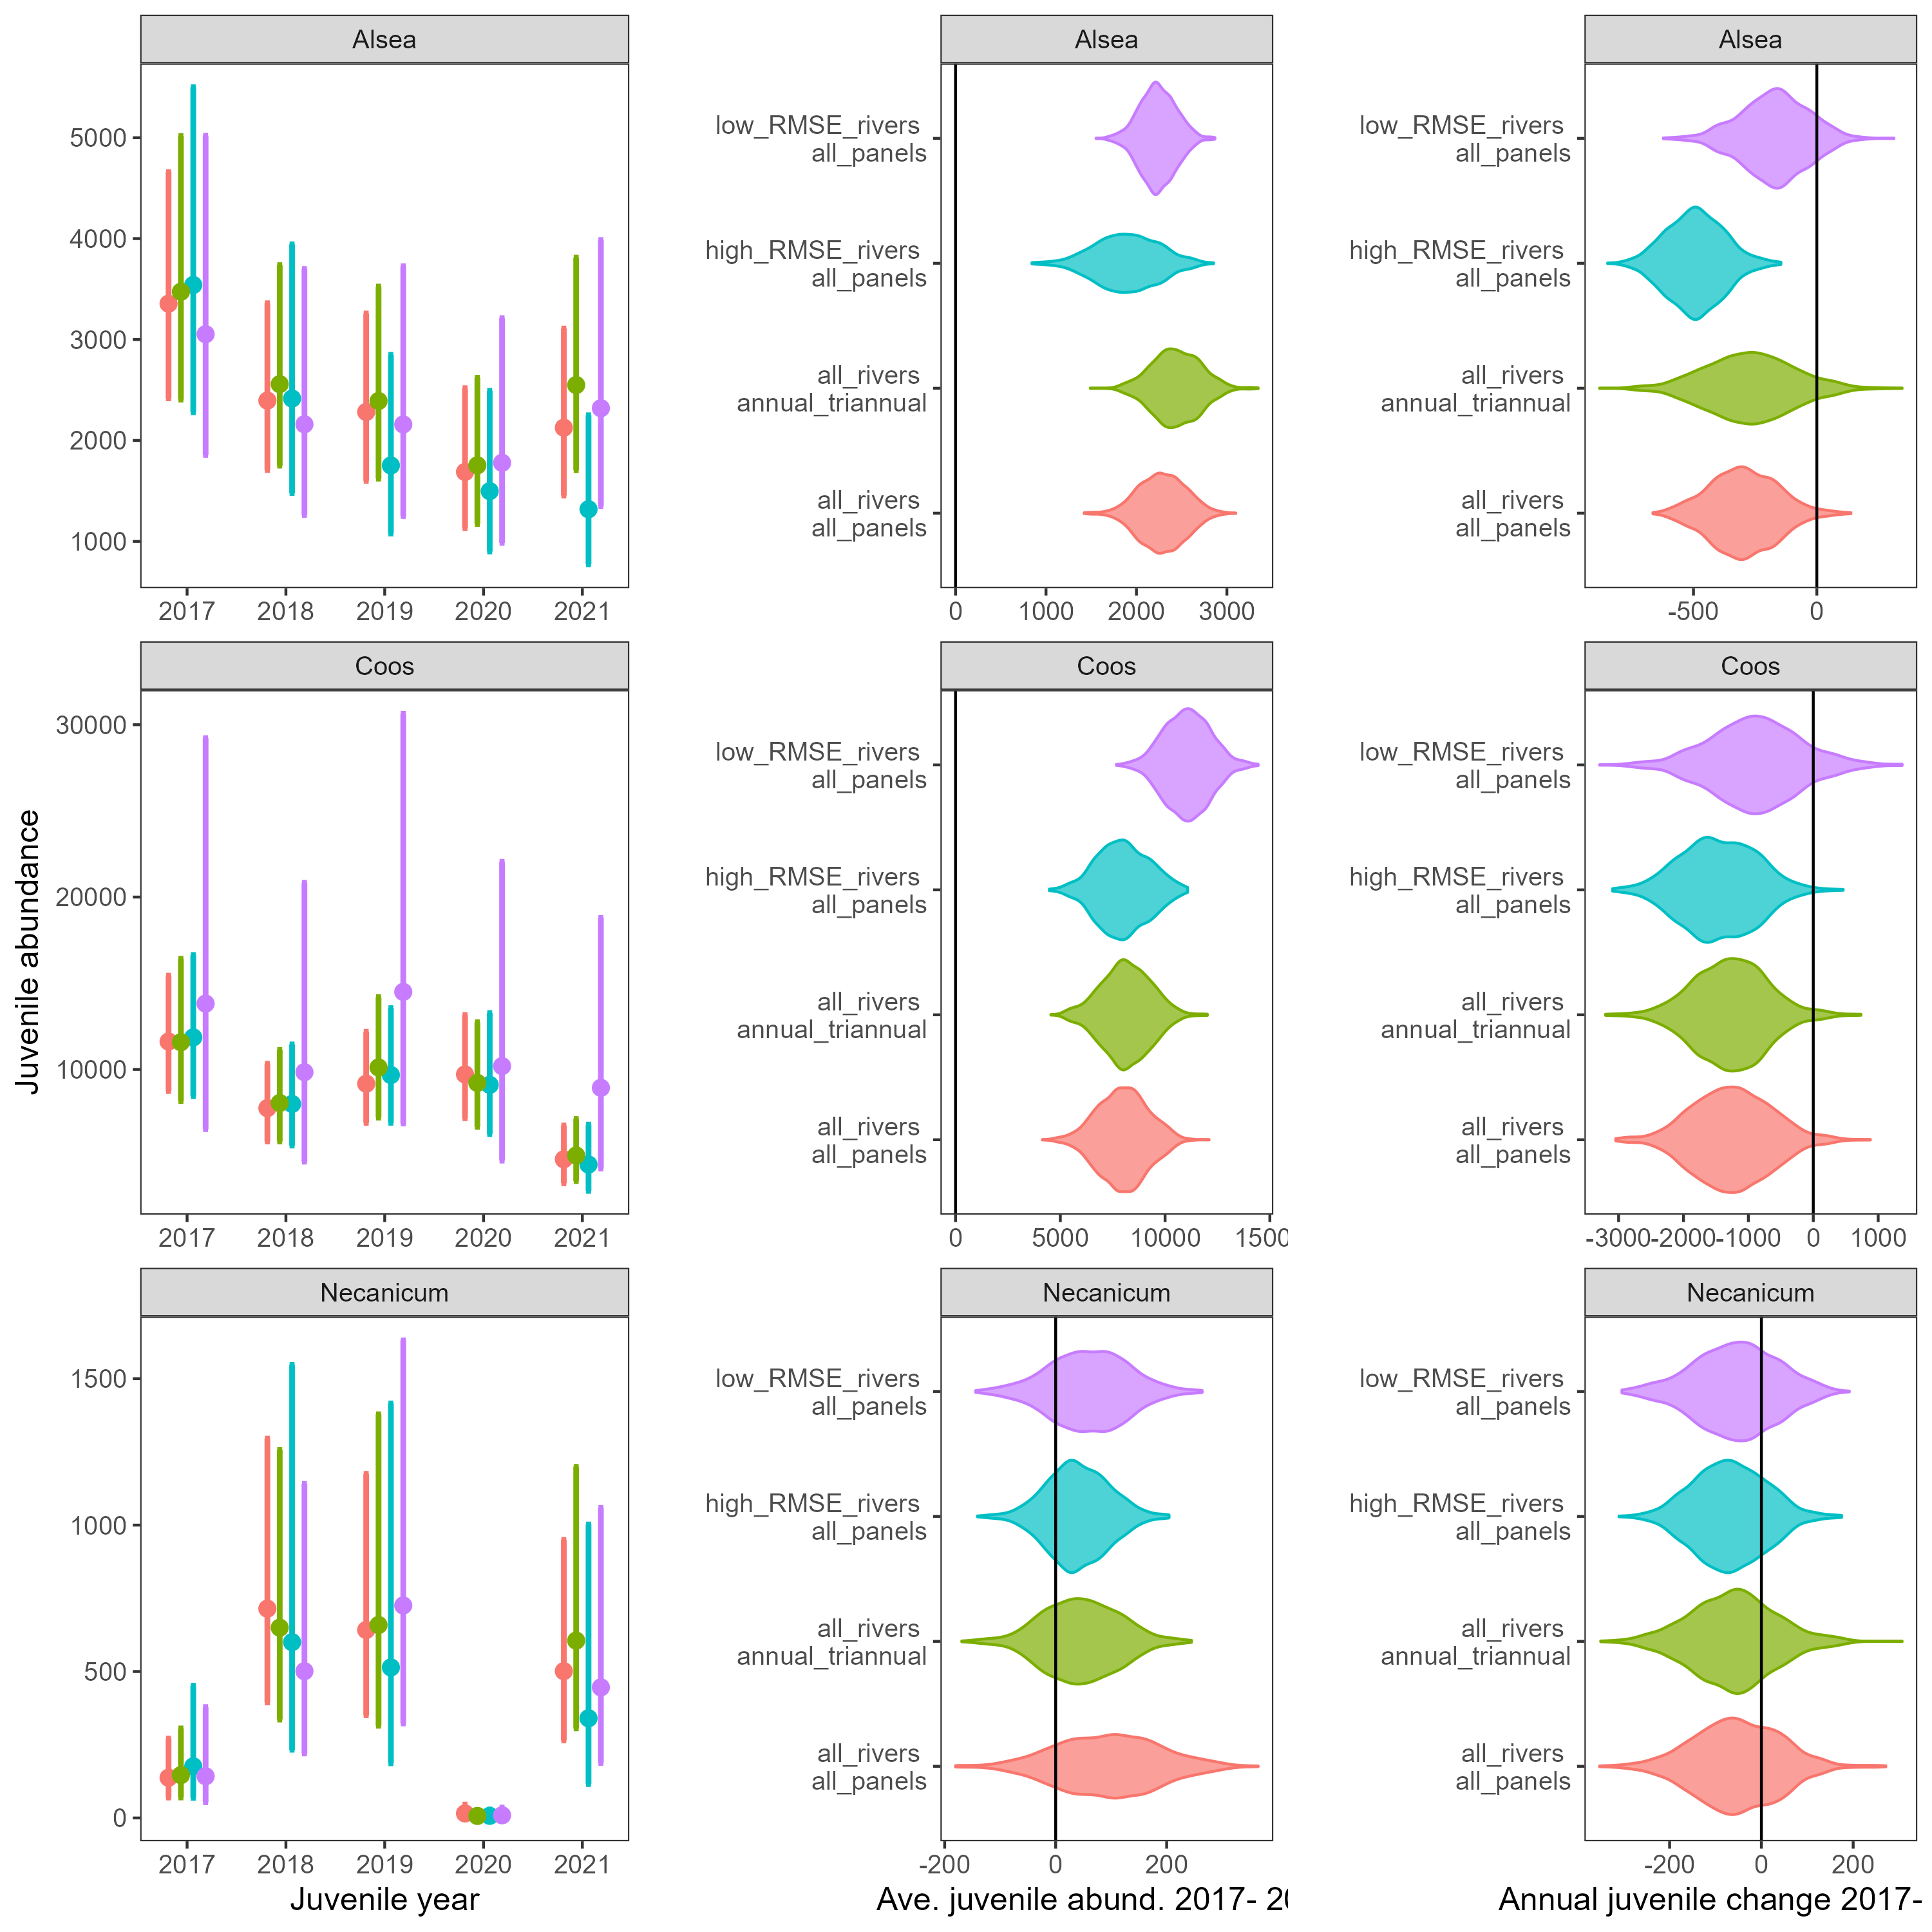 Alsea
Alsea
Alsea
5000
4000
3000
2000
1000
2017 2018 2019 2020 2021
low_RMSE_rivers
all_panels
high_RMSE_rivers
all_panels
all_rivers
annual_triannual
all_rivers
all_panels
0 1000 2000 3000
low_RMSE_rivers
all_panels
high_RMSE_rivers
all_panels
all_rivers
annual_triannual
all_rivers
all_panels
-500 0
Juvenile abundance
Coos
Coos
Coos
30000
20000
10000
2017 2018 2019 2020 2021
low_RMSE_rivers
all_panels
high_RMSE_rivers
all_panels
all_rivers
annual_triannual
all_rivers
all_panels
0 5000 10000 1500
low_RMSE_rivers
all_panels
high_RMSE_rivers
all_panels
all_rivers
annual_triannual
all_rivers
all_panels
-3000 -2000 -1000 0 1000
Necanicum
Necanicum
Necanicum
1500
1000
500
0
2017 2018 2019 2020 2021
Juvenile year
low_RMSE_rivers
all_panels
high_RMSE_rivers
all_panels
all_rivers
annual_triannual
all_rivers
all_panels
-200 0 200
Ave. juvenile abund. 2017- 2
low_RMSE_rivers
all_panels
high_RMSE_rivers
all_panels
all_rivers
annual_triannual
all_rivers
all_panels
-200 0 200
Annual juvenile change 2017-